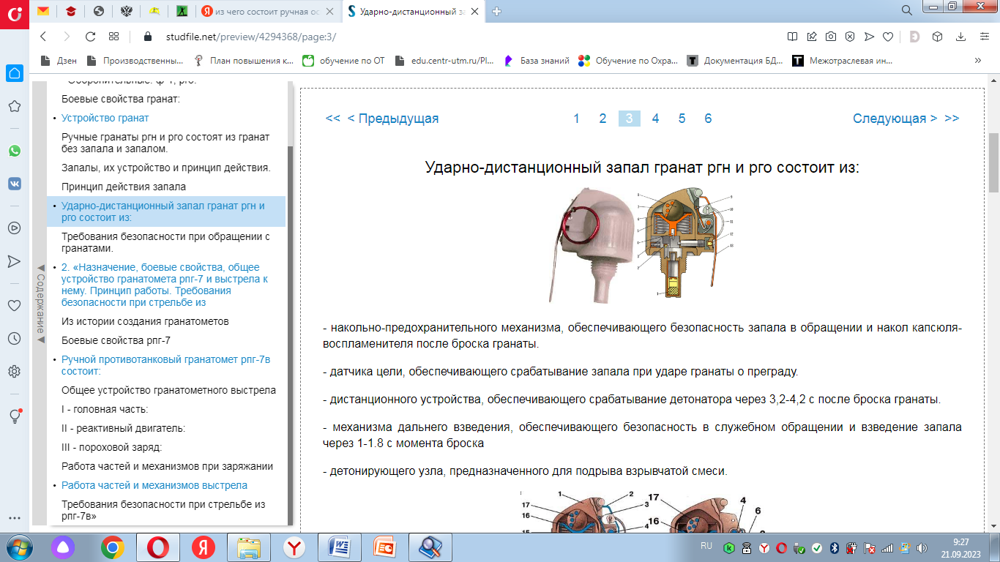 из чего состоит ручная ос
Ударно-дистанционный за
studfile.net/preview/4294368/page:3/
Дзен
Производственны...
План повышения к...
обучение по ОТ
edu.centr-utm.ru/Pl...
База знаний
Обучение по Охра...
Документация БД...
Межотраслевая ин...
Боевые свойства гранат:
Устройство гранат
Ручные гранаты ргн и рго состоят из гранат
без запала и запалом.
Запалы, их устройство и принцип действия.
Принцип действия запала
Ударно-дистанционный запал гранат ргн и
рго состоит из:
Требования безопасности при обращении с
гранатами.
2. «Назначение, боевые свойства, общее
устройство гранатомета рпг-7 и выстрела к
нему. Принцип работы. Требования
безопасности при стрельбе из
Из истории создания гранатометов
Боевые свойства рпг-7
Ручной противотанковый гранатомет рпг-7в
состоит:
Общее устройство гранатометного выстрела
I - головная часть:
II - реактивный двигатель:
III - пороховой заряд:
Работа частей и механизмов при заряжании
Работа частей и механизмов выстрела
Требования безопасности при стрельбе из
рпг-7в»
Содержание
<< < Предыдущая 1 2 3 4 5 6 Следующая > >>
Ударно-дистанционный запал гранат ргн и рго состоит из:
- накольно-предохранительного механизма, обеспечивающего безопасность запала в обращении и накол капсюля-
воспламенителя после броска гранаты.
- датчика цели, обеспечивающего срабатывание запала при ударе гранаты о преграду.
- дистанционного устройства, обеспечивающего срабатывание детонатора через 3,2-4,2 с после броска гранаты.
- механизма дальнего взведения, обеспечивающего безопасность в служебном обращении и взведение запала
через 1-1.8 с момента броска
- детонирующего узла, предназначенного для подрыва взрывчатой смеси.
1 2 17 3 16 4
17 4 16 6
RU
9:27
21.09.2023